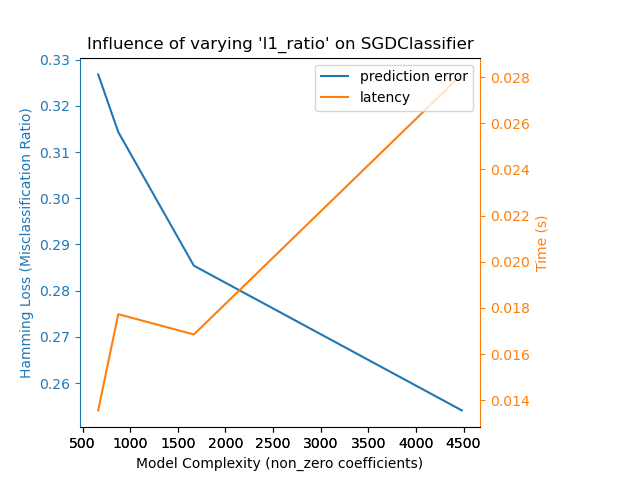 Influence of varying 'l1_ratio' on SGDClassifier
prediction error
latency
0.33
0.32
0.31
0.30
0.29
0.28
0.27
0.26
Hamming Loss (Misclassification Ratio)
0.028
0.026
0.024
0.022
0.020
0.018
0.016
0.014
Time (s)
500 1000 1500 2000 2500 3000 3500 4000 4500
Model Complexity (non_zero coefficients)